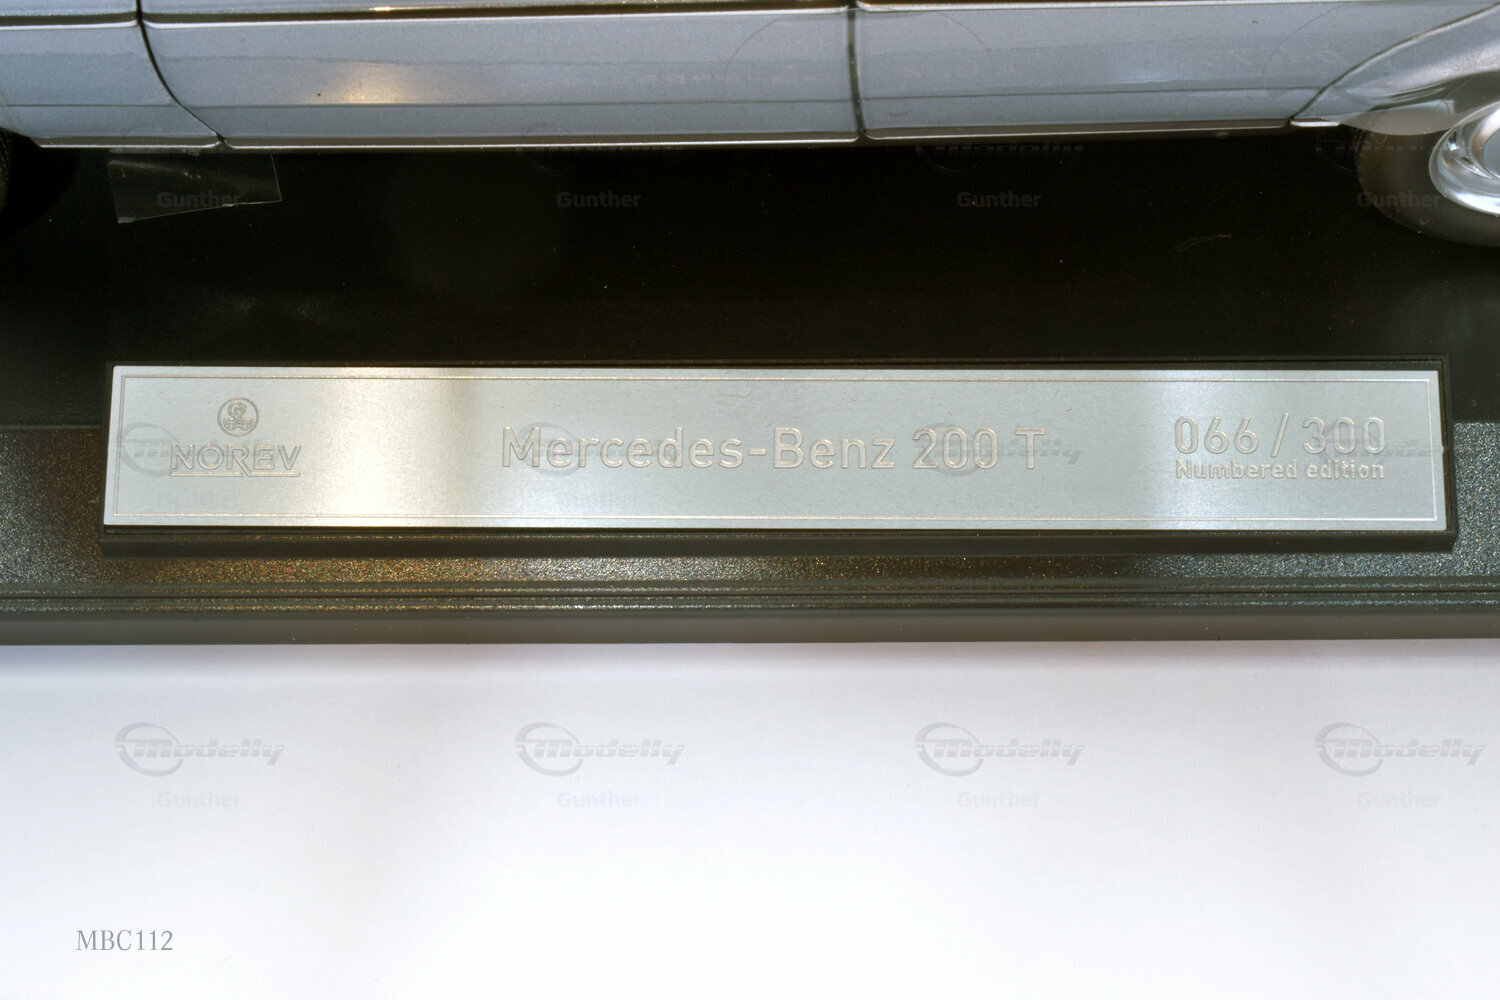 NOREV
Mercedes-Benz 200 T
066 / 300
Numbered edition
Modelly Modelly Modelly Modelly
Gunther Gunther Gunther Gunther
MBC112